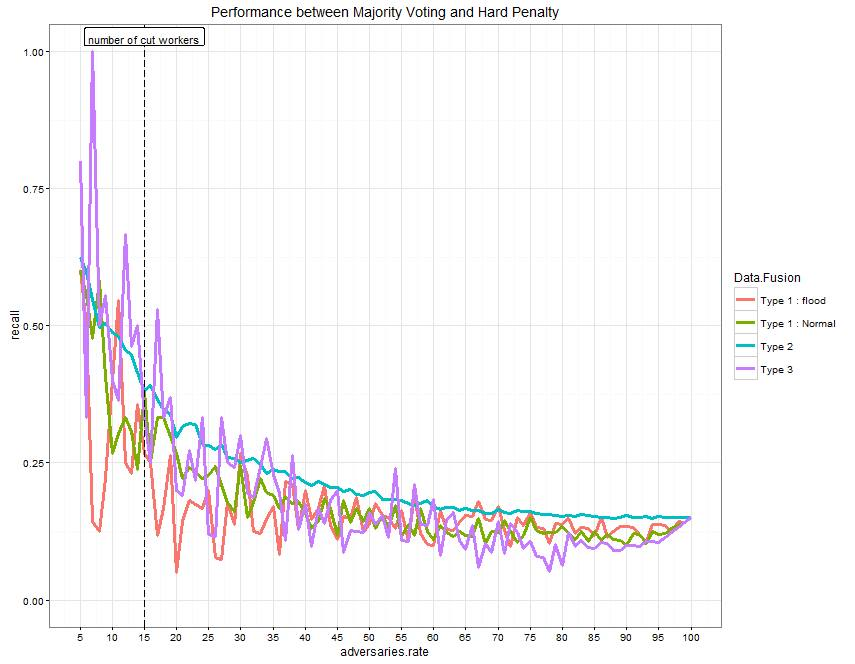 Performance between Majority Voting and Hard Penalty
number of cut workers
1.00
0.75
0.50
0.25
0.00
recall
5 10 15 20 25 30 35 40 45 50 55 60 65 70 75 80 85 90 95 100
adversaries.rate
Data.Fusion
Type 1 : flood
Type 1 : Normal
Type 2
Type 3